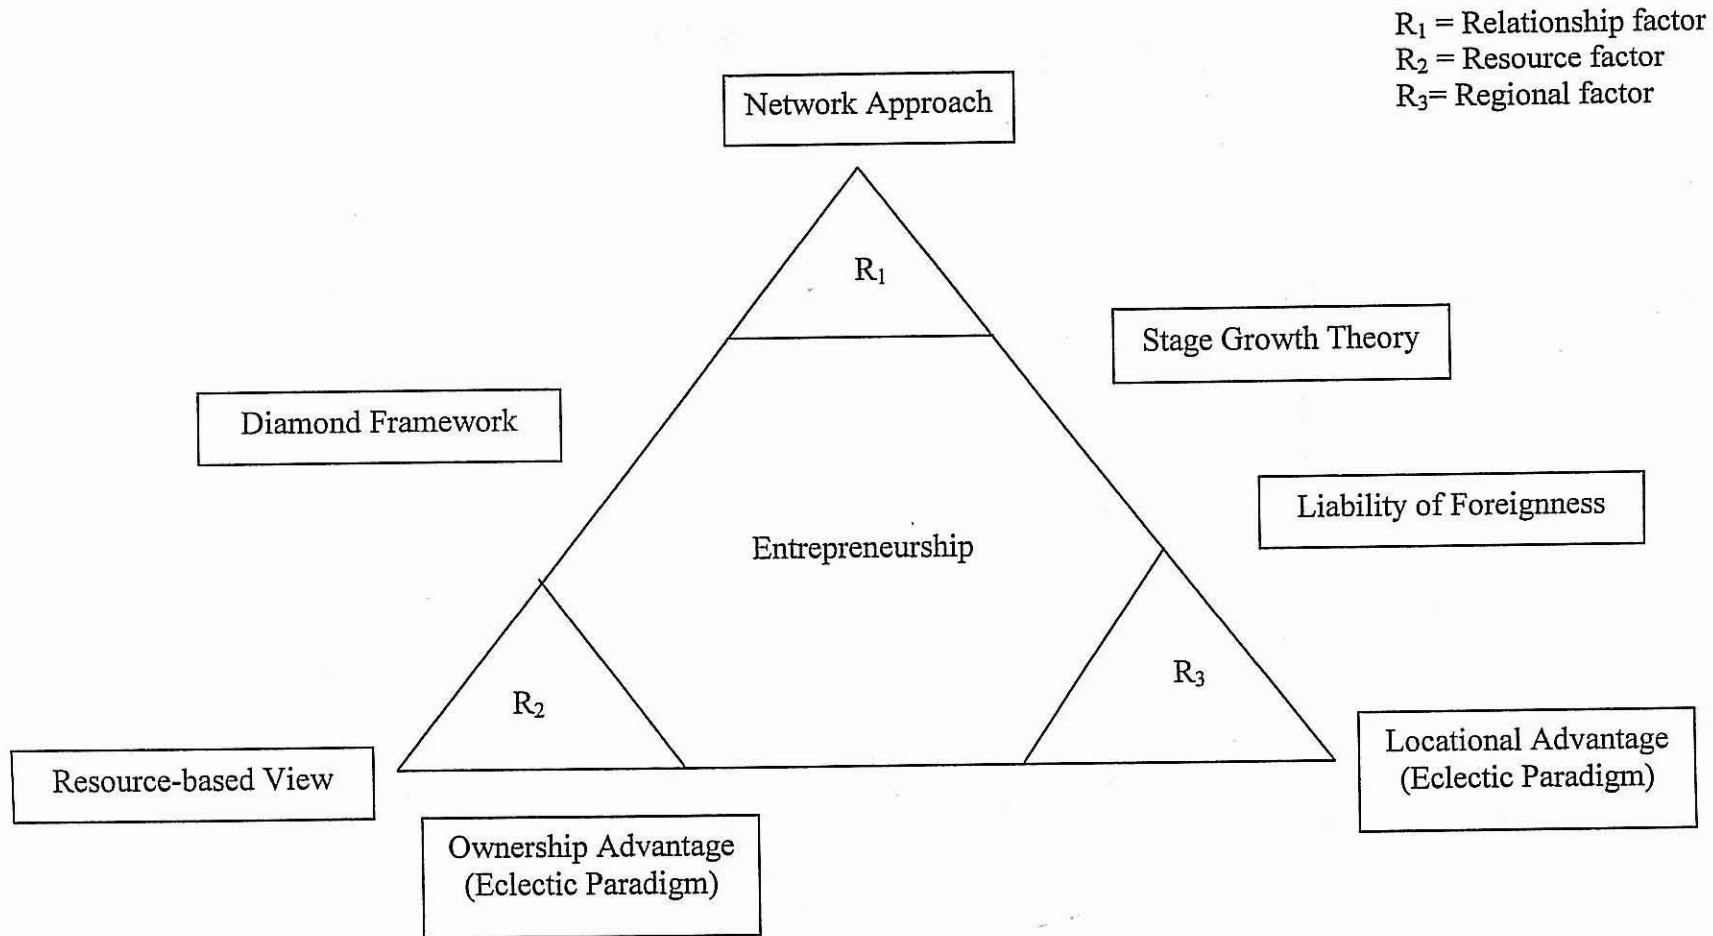 R₁ = Relationship factor
R₂ = Resource factor
R₃= Regional factor
Network Approach
R₁
Stage Growth Theory
Diamond Framework
Liability of Foreignness
Entrepreneurship
R₃
R₂
Locational Advantage
(Eclectic Paradigm)
Resource-based View
Ownership Advantage
(Eclectic Paradigm)